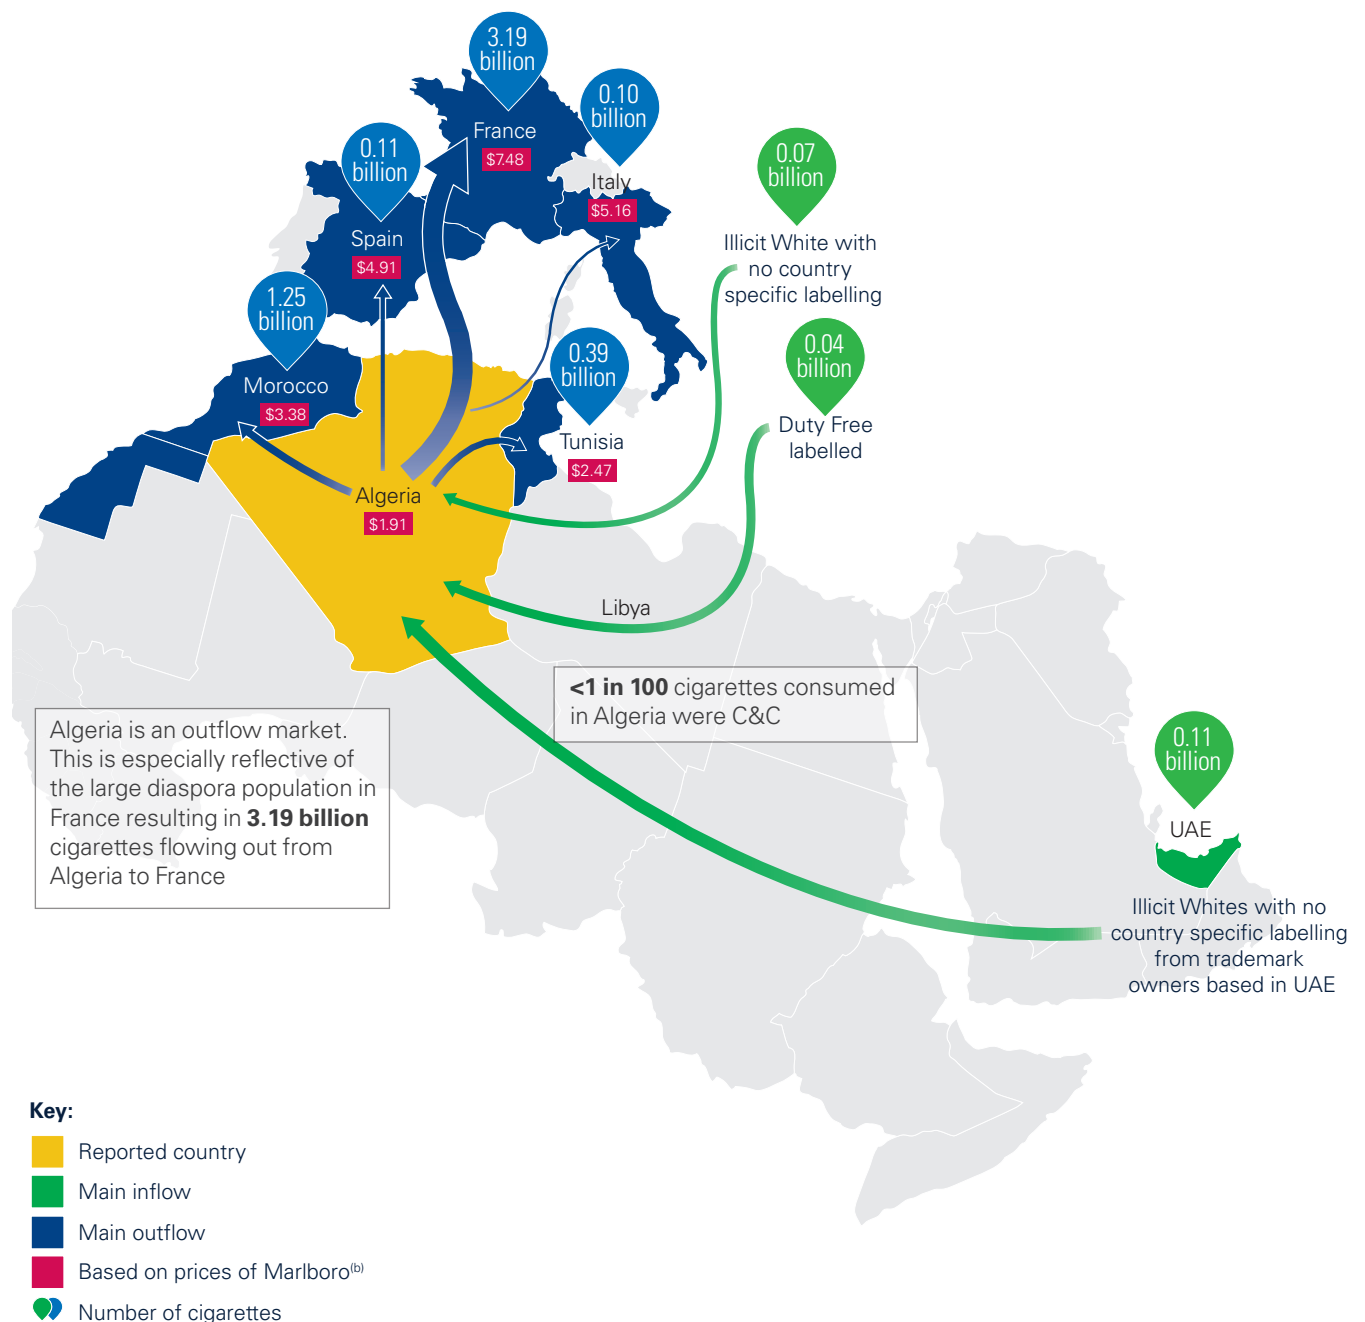 3.19
billion
France
$7.48
0.10
billion
Italy
$5.16
0.11
billion
Spain
$4.91
0.07
billion
Illicit White with
no country
specific labelling
1.25
billion
Morocco
$3.38
0.39
billion
Tunisia
$2.47
0.04
billion
Duty Free
labelled
Algeria
$1.91
Libya
<1 in 100 cigarettes consumed
in Algeria were C&C
Algeria is an outflow market.
This is especially reflective of
the large diaspora population in
France resulting in 3.19 billion
cigarettes flowing out from
Algeria to France
0.11
billion
UAE
Illicit Whites with no
country specific labelling
from trademark
owners based in UAE
Key:
Reported country
Main inflow
Main outflow
Based on prices of Marlboro(b)
Number of cigarettes